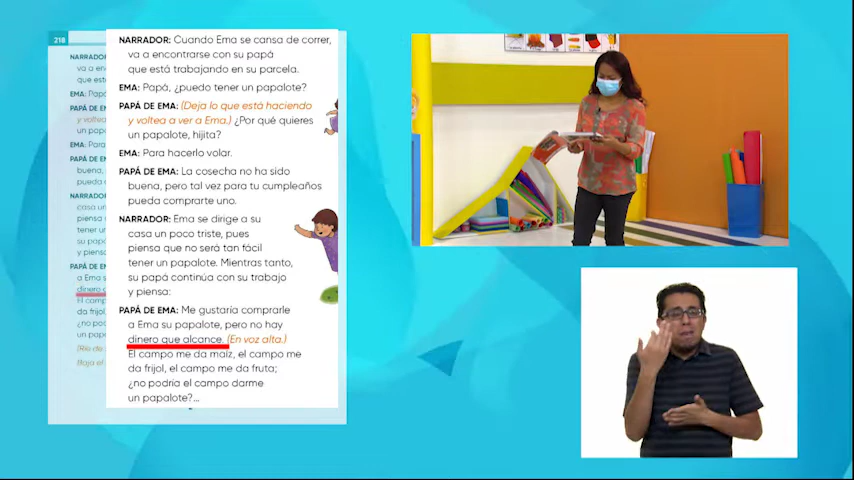 218
NARRADOR: Cuando Ema se cansa de correr,
va a encontrarse con su papá
que está trabajando en su parcela.
EMA: Papá, ¿puedo tener un papalote?
PAPÁ DE EMA: (Deja lo que está haciendo
y voltea a ver a Ema.) ¿Por qué quieres
un papalote, hijita?
EMA: Para hacerlo volar.
PAPÁ DE EMA: La cosecha no ha sido
buena, pero tal vez para tu cumpleaños
pueda comprarte uno.
NARRADOR: Ema se dirige a su
casa un poco triste, pues
piensa que no será tan fácil
tener un papalote. Mientras tanto,
su papá continúa con su trabajo
y piensa:
PAPÁ DE EMA: Me gustaría comprarle
a Ema su papalote, pero no hay
dinero que alcance. (En voz alta.)
El campo me da maíz, el campo me
da frijol, el campo me da fruta;
¿no podría el campo darme
un papalote?...